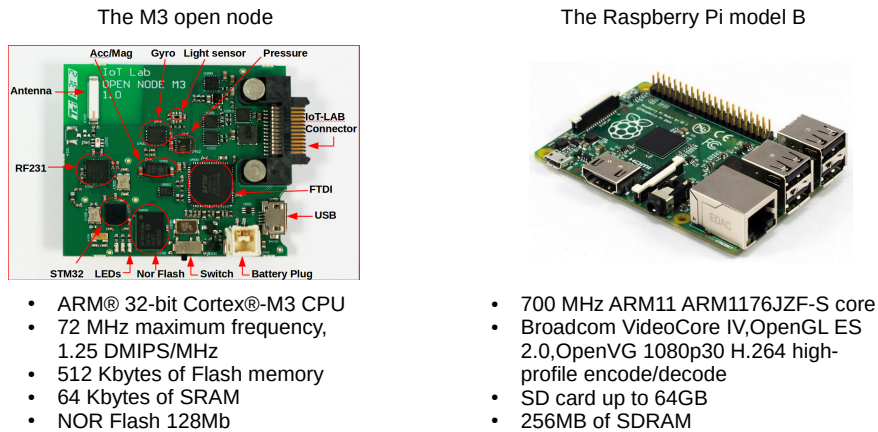 The M3 open node
Acc/Mag Gyro Light sensor Pressure
IoT Lab
OPEN NODE M3
1.0
Antenna
IoT-LAB
Connector
RF231
FTDI
USB
STM32 LEDs Nor Flash Switch Battery Plug
• ARM® 32-bit Cortex®-M3 CPU
• 72 MHz maximum frequency,
1.25 DMIPS/MHz
• 512 Kbytes of Flash memory
• 64 Kbytes of SRAM
• NOR Flash 128Mb
The Raspberry Pi model B
EDAC
• 700 MHz ARM11 ARM1176JZF-S core
• Broadcom VideoCore IV,OpenGL ES
2.0,OpenVG 1080p30 H.264 high-
profile encode/decode
• SD card up to 64GB
• 256MB of SDRAM